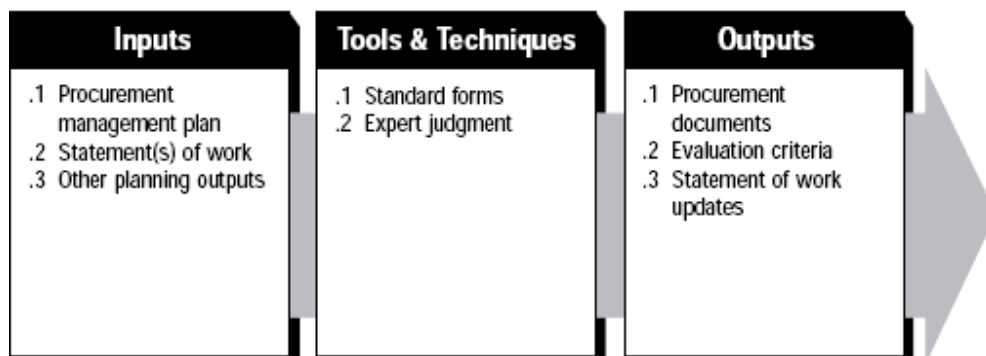 Inputs
.1 Procurement
management plan
.2 Statement(s) of work
.3 Other planning outputs
Tools & Techniques
.1 Standard forms
.2 Expert judgment
Outputs
.1 Procurement
documents
.2 Evaluation criteria
.3 Statement of work
updates